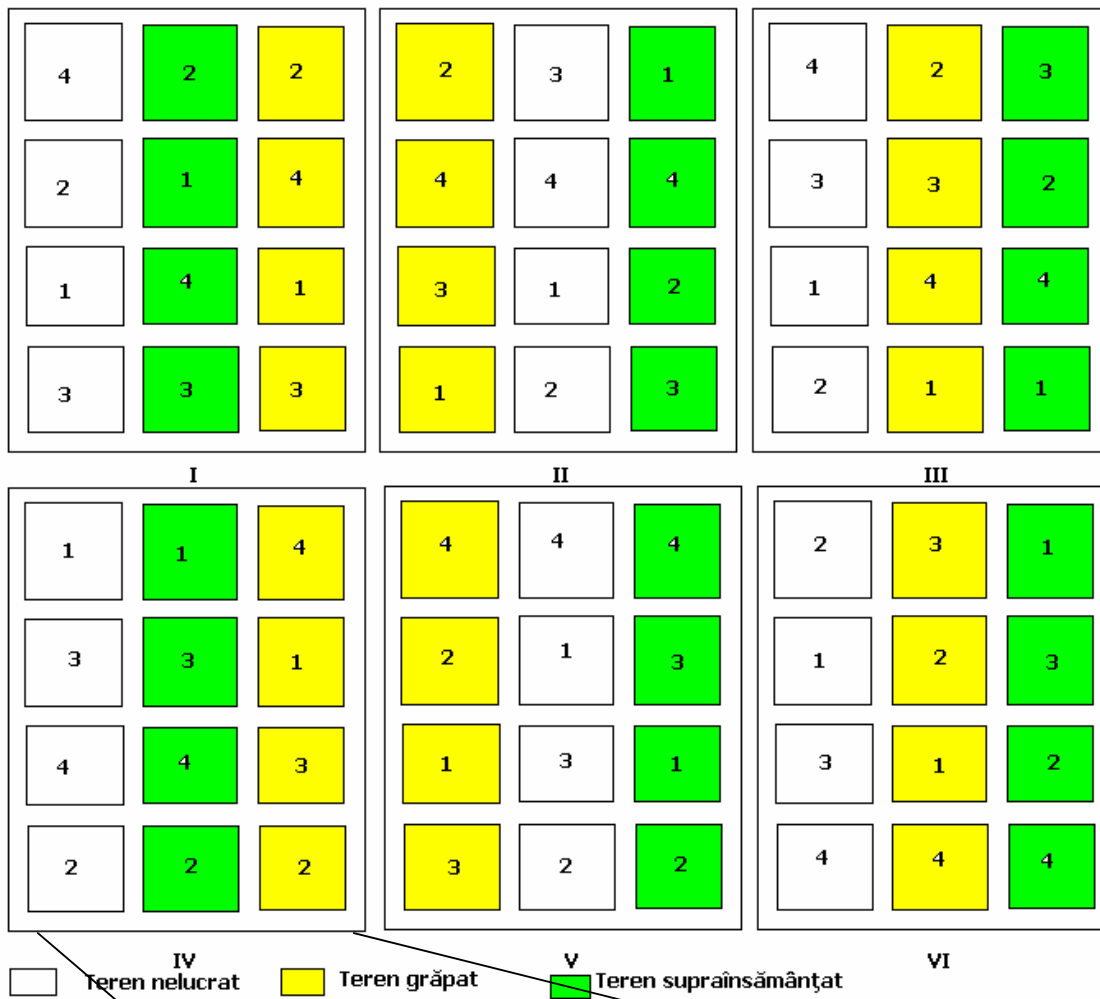 4 2 2 2 3 1 4 2 3
2 1 4 4 4 4 3 3 2
1 4 1 3 1 2 1 4 4
3 3 3 1 2 3 2 1 1
I II III
1 1 4 4 4 4 2 3 1
3 3 1 2 1 3 1 2 3
4 4 3 1 3 1 3 1 2
2 2 2 3 2 2 4 4 4
IV V VI
Teren nelucrat Teren grăpat Teren supraînsămânţat